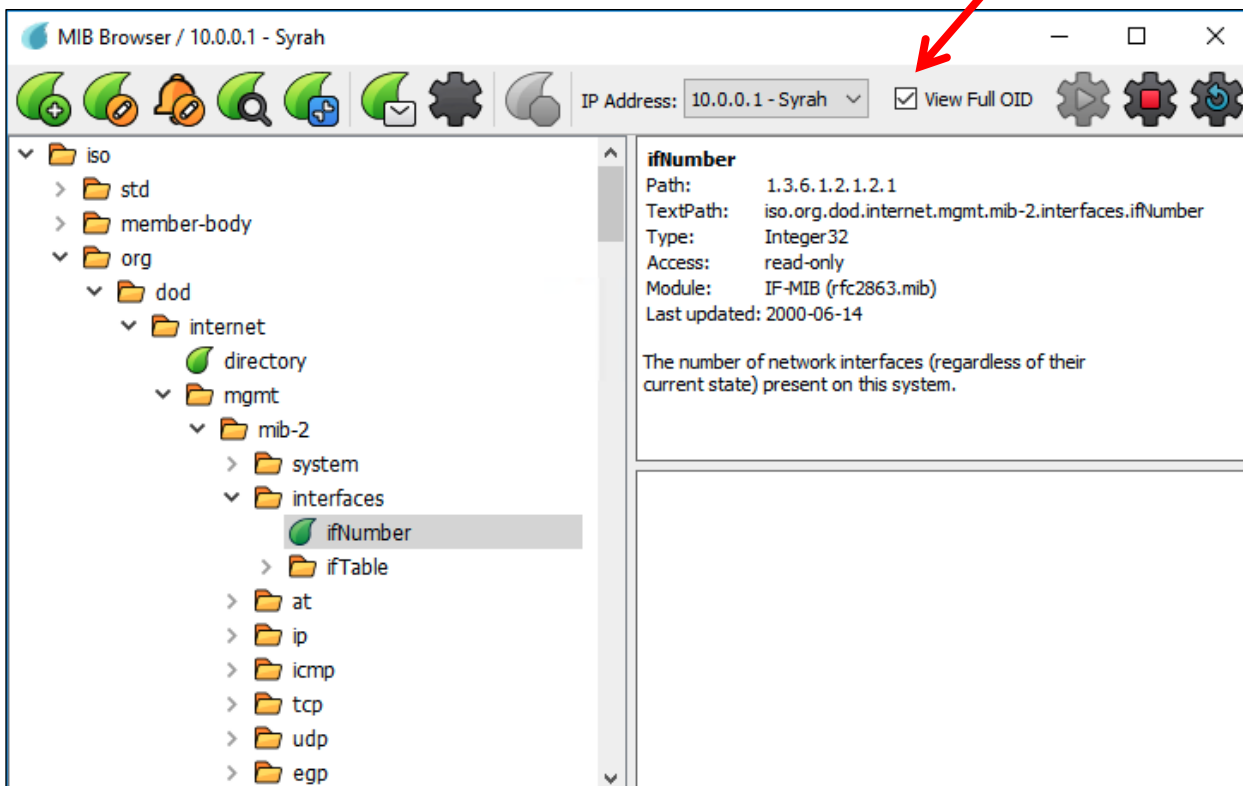 MIB Browser / 10.0.0.1 - Syrah
IP Address: 10.0.0.1 - Syrah View Full OID
iso
std
member-body
org
dod
internet
directory
mgmt
mib-2
system
interfaces
ifNumber
ifTable
at
ip
icmp
tcp
udp
egp
ifNumber
Path: 1.3.6.1.2.1.2.1
TextPath: iso.org.dod.internet.mgmt.mib-2.interfaces.ifNumber
Type: Integer32
Access: read-only
Module: IF-MIB (rfc2863.mib)
Last updated: 2000-06-14
The number of network interfaces (regardless of their
current state) present on this system.